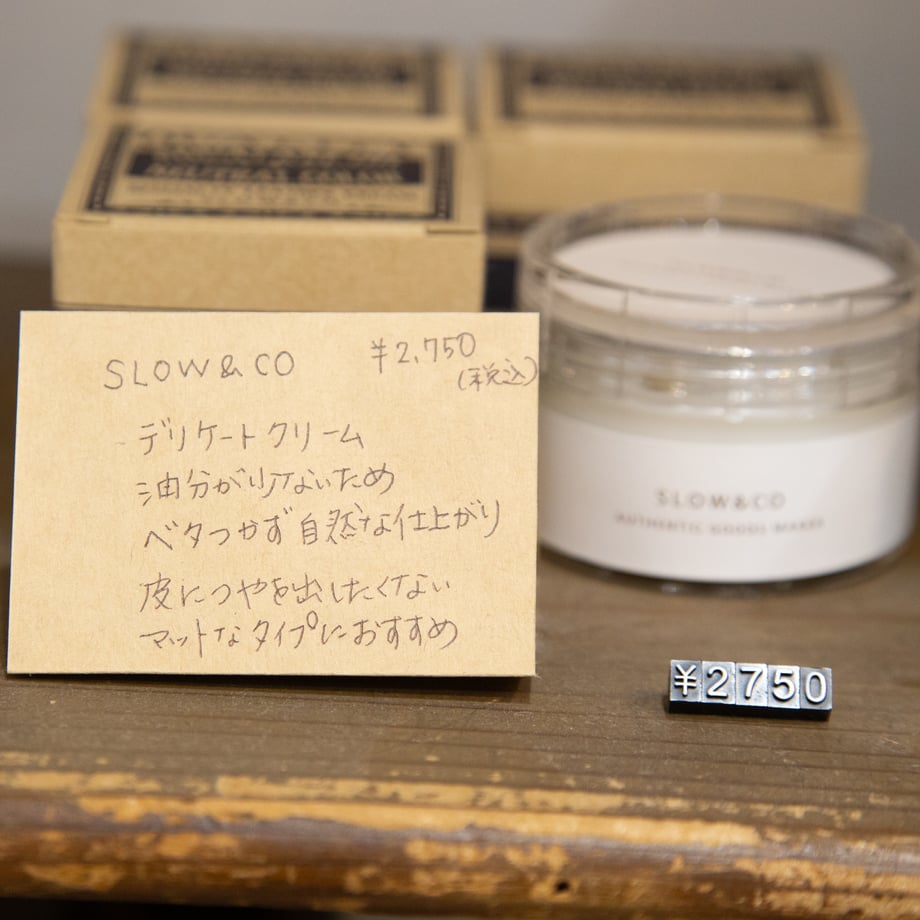 NEUTRAL CREAM
SLOW&CO ¥2,750
(税込)
デリケートクリーム
油分が少ないため
ベタつかず自然な仕上がり
皮につやを出したくない
マットなタイプにおすすめ
SLOW&CO
AUTHENTIC GOODS MAKER
¥2750